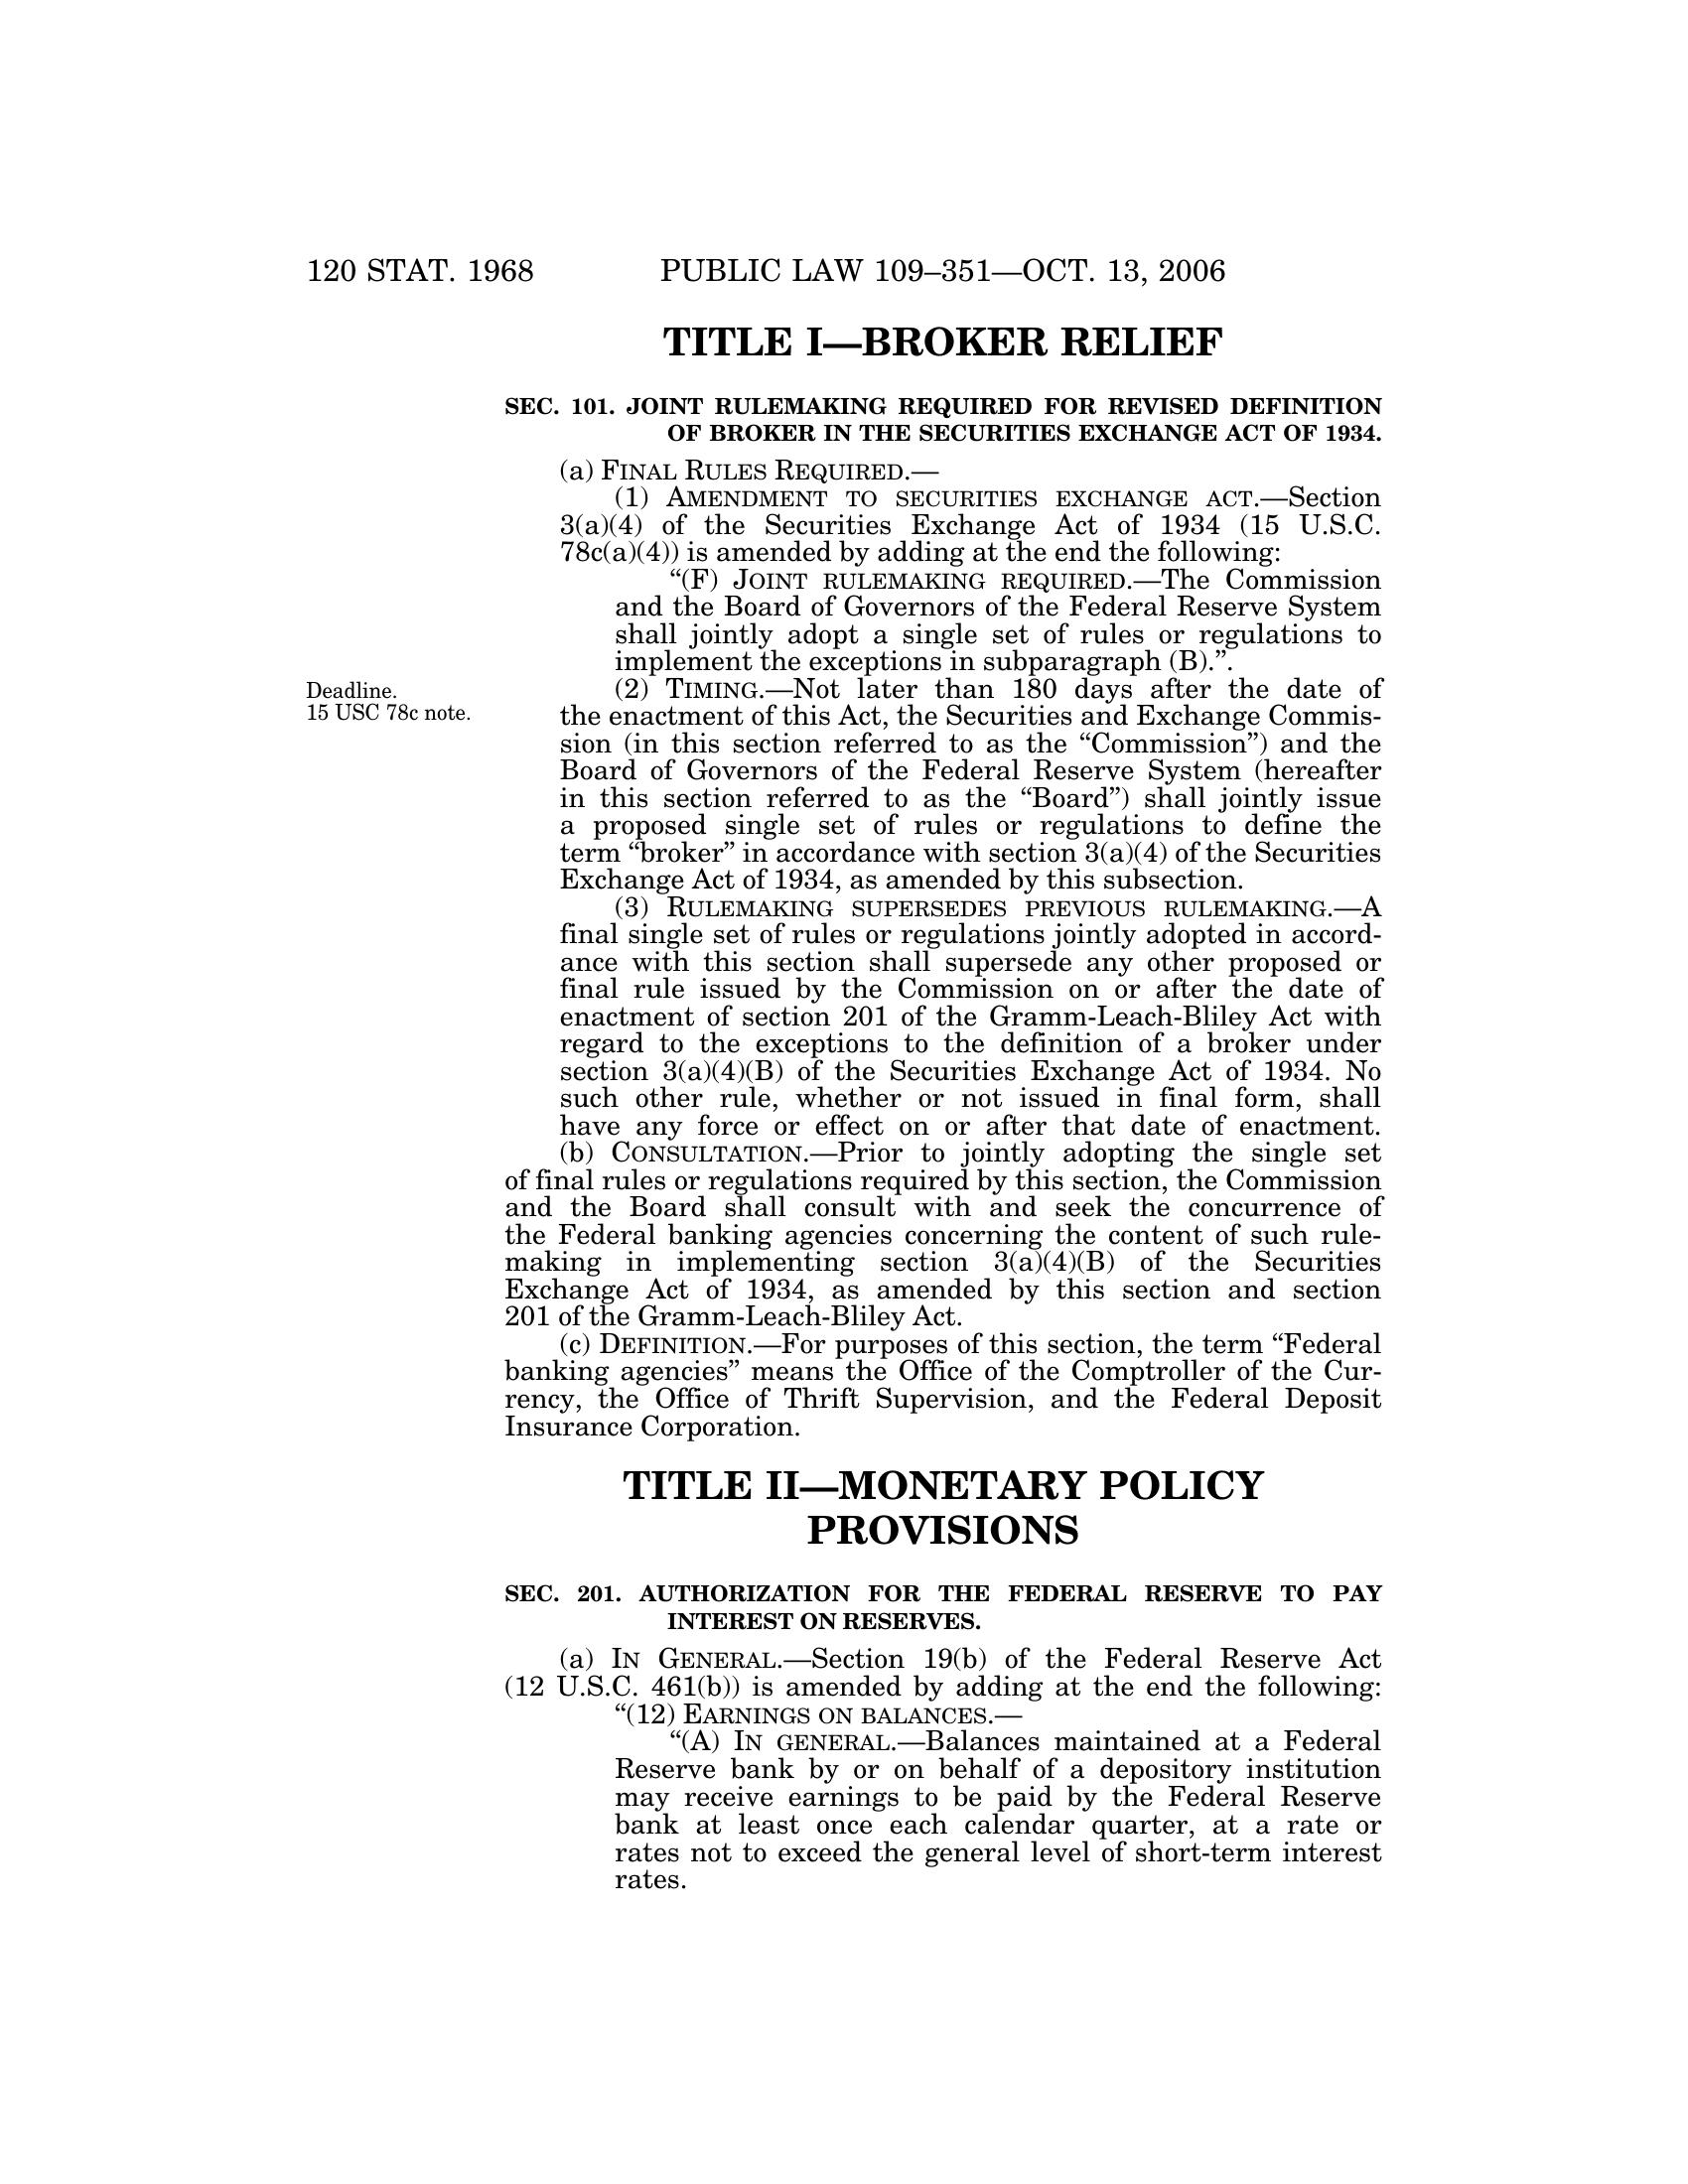 120 STAT. 1968 PUBLIC LAW 109–351—OCT. 13, 2006
TITLE I—BROKER RELIEF
SEC. 101. JOINT RULEMAKING REQUIRED FOR REVISED DEFINITION
OF BROKER IN THE SECURITIES EXCHANGE ACT OF 1934.
(a) FINAL RULES REQUIRED.—
(1) AMENDMENT TO SECURITIES EXCHANGE ACT.—Section
3(a)(4) of the Securities Exchange Act of 1934 (15 U.S.C.
78c(a)(4)) is amended by adding at the end the following:
“(F) JOINT RULEMAKING REQUIRED.—The Commission
and the Board of Governors of the Federal Reserve System
shall jointly adopt a single set of rules or regulations to
implement the exceptions in subparagraph (B).”.
Deadline.
15 USC 78c note.
(2) TIMING.—Not later than 180 days after the date of
the enactment of this Act, the Securities and Exchange Commis-
sion (in this section referred to as the “Commission”) and the
Board of Governors of the Federal Reserve System (hereafter
in this section referred to as the “Board”) shall jointly issue
a proposed single set of rules or regulations to define the
term “broker” in accordance with section 3(a)(4) of the Securities
Exchange Act of 1934, as amended by this subsection.
(3) RULEMAKING SUPERSEDES PREVIOUS RULEMAKING.—A
final single set of rules or regulations jointly adopted in accord-
ance with this section shall supersede any other proposed or
final rule issued by the Commission on or after the date of
enactment of section 201 of the Gramm-Leach-Bliley Act with
regard to the exceptions to the definition of a broker under
section 3(a)(4)(B) of the Securities Exchange Act of 1934. No
such other rule, whether or not issued in final form, shall
have any force or effect on or after that date of enactment.
(b) CONSULTATION.—Prior to jointly adopting the single set
of final rules or regulations required by this section, the Commission
and the Board shall consult with and seek the concurrence of
the Federal banking agencies concerning the content of such rule-
making in implementing section 3(a)(4)(B) of the Securities
Exchange Act of 1934, as amended by this section and section
201 of the Gramm-Leach-Bliley Act.
(c) DEFINITION.—For purposes of this section, the term “Federal
banking agencies” means the Office of the Comptroller of the Cur-
rency, the Office of Thrift Supervision, and the Federal Deposit
Insurance Corporation.
TITLE II—MONETARY POLICY
PROVISIONS
SEC. 201. AUTHORIZATION FOR THE FEDERAL RESERVE TO PAY
INTEREST ON RESERVES.
(a) IN GENERAL.—Section 19(b) of the Federal Reserve Act
(12 U.S.C. 461(b)) is amended by adding at the end the following:
“(12) EARNINGS ON BALANCES.—
“(A) IN GENERAL.—Balances maintained at a Federal
Reserve bank by or on behalf of a depository institution
may receive earnings to be paid by the Federal Reserve
bank at least once each calendar quarter, at a rate or
rates not to exceed the general level of short-term interest
rates.